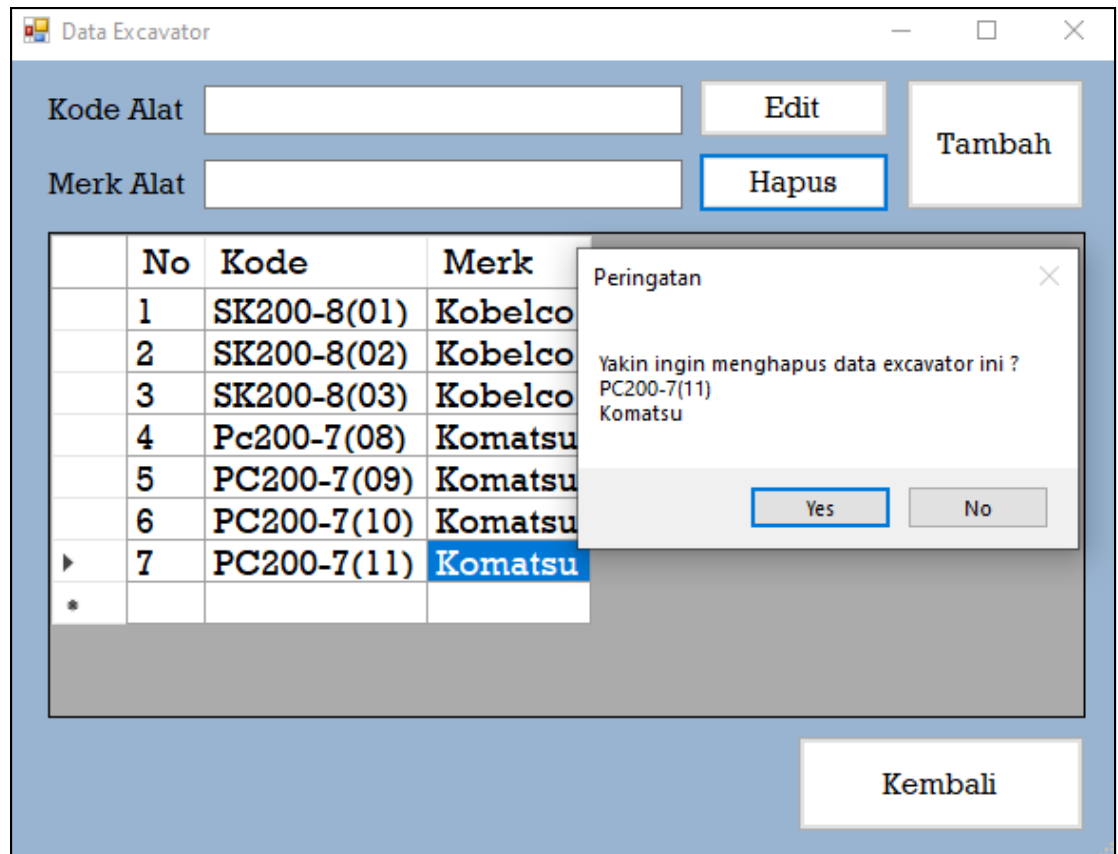 Data Excavator
Kode Alat
Edit
Tambah
Merk Alat
Hapus
No Kode Merk
1 SK200-8(01) Kobelco
2 SK200-8(02) Kobelco
3 SK200-8(03) Kobelco
4 Pc200-7(08) Komatsu
5 PC200-7(09) Komatsu
6 PC200-7(10) Komatsu
7 PC200-7(11) Komatsu
Peringatan
Yakin ingin menghapus data excavator ini ?
PC200-7(11)
Komatsu
Yes No
Kembali